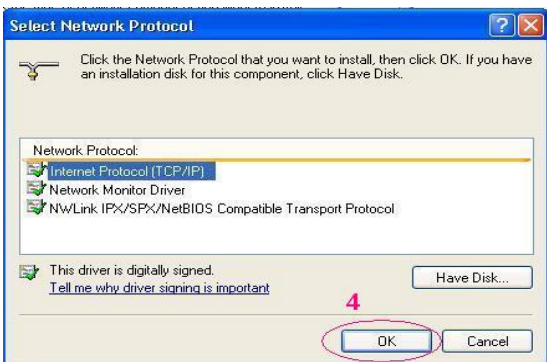 Select Network Protocol
Click the Network Protocol that you want to install, then click OK. If you have
an installation disk for this component, click Have Disk.
Network Protocol:
Internet Protocol (TCP/IP)
Network Monitor Driver
NWLink IPX/SPX/NetBIOS Compatible Transport Protocol
This driver is digitally signed.
Tell me why driver signing is important
Have Disk...
4
OK
Cancel